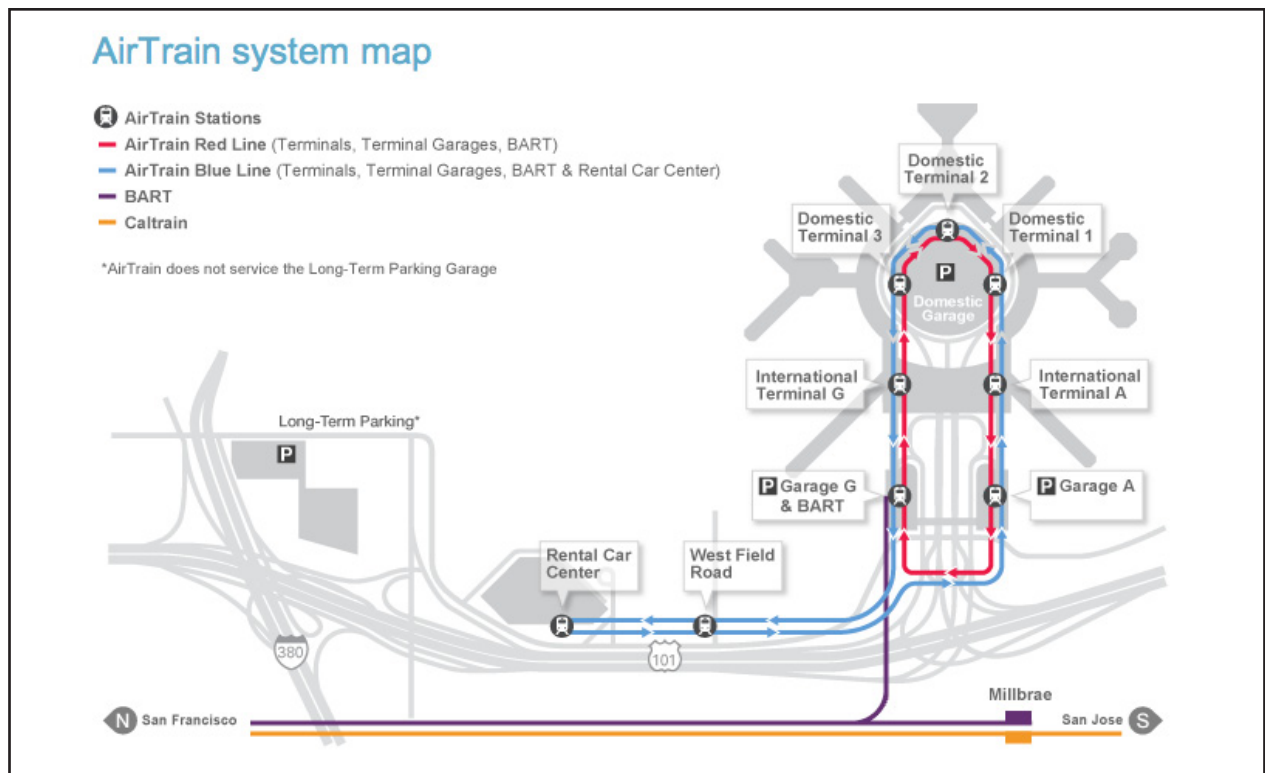 AirTrain system map
AirTrain Stations
AirTrain Red Line (Terminals, Terminal Garages, BART)
AirTrain Blue Line (Terminals, Terminal Garages, BART & Rental Car Center)
BART
Caltrain
*AirTrain does not service the Long-Term Parking Garage
Domestic
Terminal 2
Domestic
Terminal 3
Domestic
Terminal 1
P
Domestic
Garage
International
Terminal G
International
Terminal A
Long-Term Parking*
P
P Garage G
& BART
P Garage A
Rental Car
Center
West Field
Road
380
101
Millbrae
N San Francisco
San Jose S